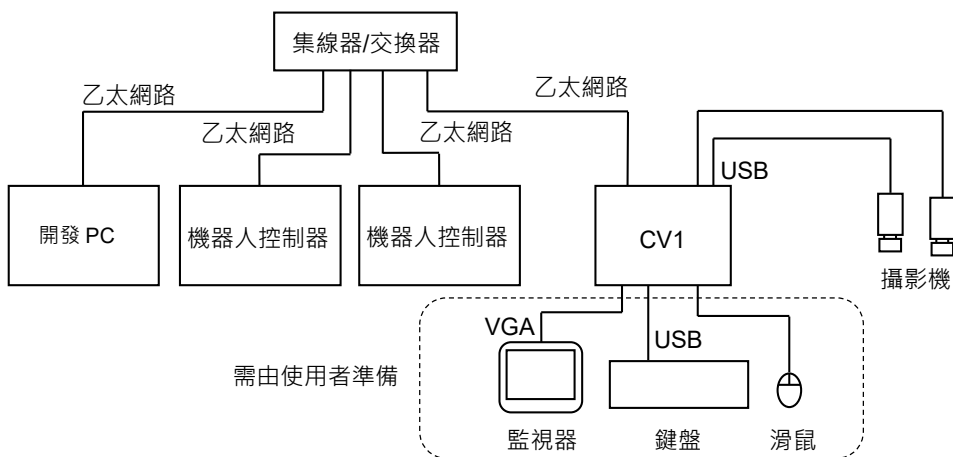 集線器/交換器
乙太網路
乙太網路
乙太網路
乙太網路
USB
開發 PC
機器人控制器
機器人控制器
CV1
攝影機
VGA
USB
需由使用者準備
監視器
鍵盤
滑鼠